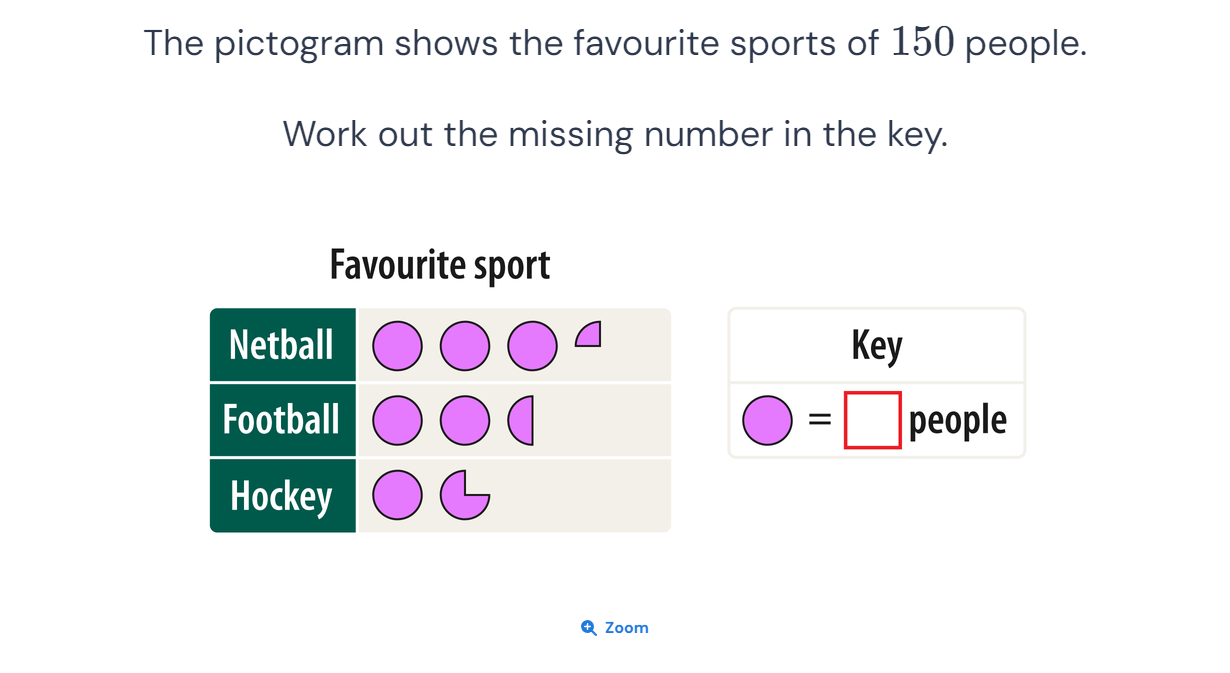 The pictogram shows the favourite sports of 150 people.
Work out the missing number in the key.
Favourite sport
Netball
Football
Hockey
Key
= people
Zoom